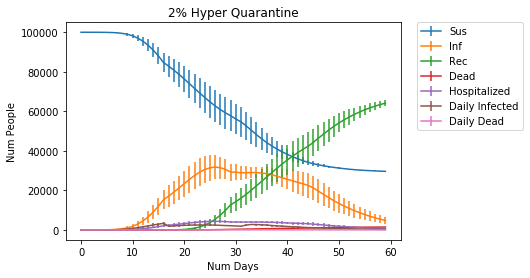 2% Hyper Quarantine
Num People
100000
80000
60000
40000
20000
0
0 10 20 30 40 50 60
Num Days
Sus
Inf
Rec
Dead
Hospitalized
Daily Infected
Daily Dead